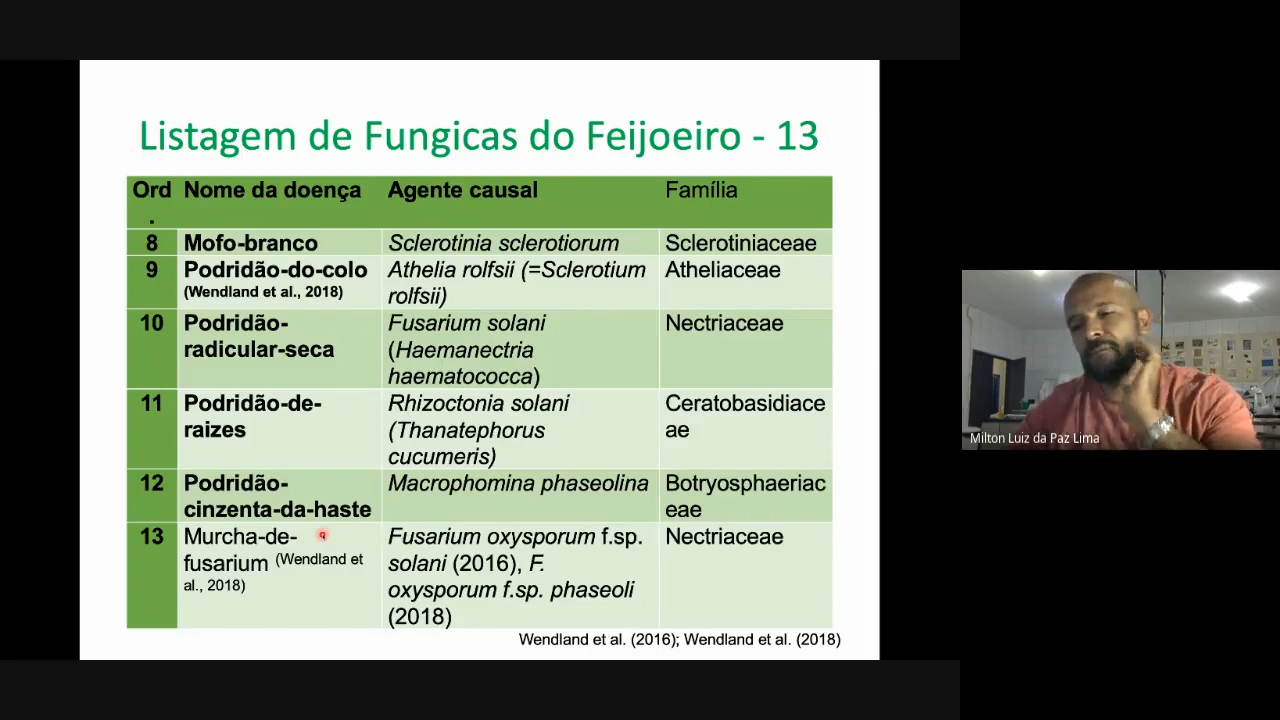 Listagem de Fungicas do Feijoeiro - 13
Ord Nome da doença Agente causal Família
.
8 Mofo-branco Sclerotinia sclerotiorum Sclerotiniaceae
9 Podridão-do-colo Athelia rolfsii (=Sclerotium Atheliaceae
(Wendland et al., 2018) rolfsii)
10 Podridão- Fusarium solani Nectriaceae
radicular-seca (Haemanectria
haematococca)
11 Podridão-de- Rhizoctonia solani Ceratobasidiace
raizes (Thanatephorus ae
cucumeris)
12 Podridão- Macrophomina phaseolina Botryosphaeriac
cinzenta-da-haste eae
13 Murcha-de- Fusarium oxysporum f.sp. Nectriaceae
fusarium (Wendland et solani (2016), F.
al., 2018) oxysporum f.sp. phaseoli
(2018)
Wendland et al. (2016); Wendland et al. (2018)
Milton Luiz da Paz Lima